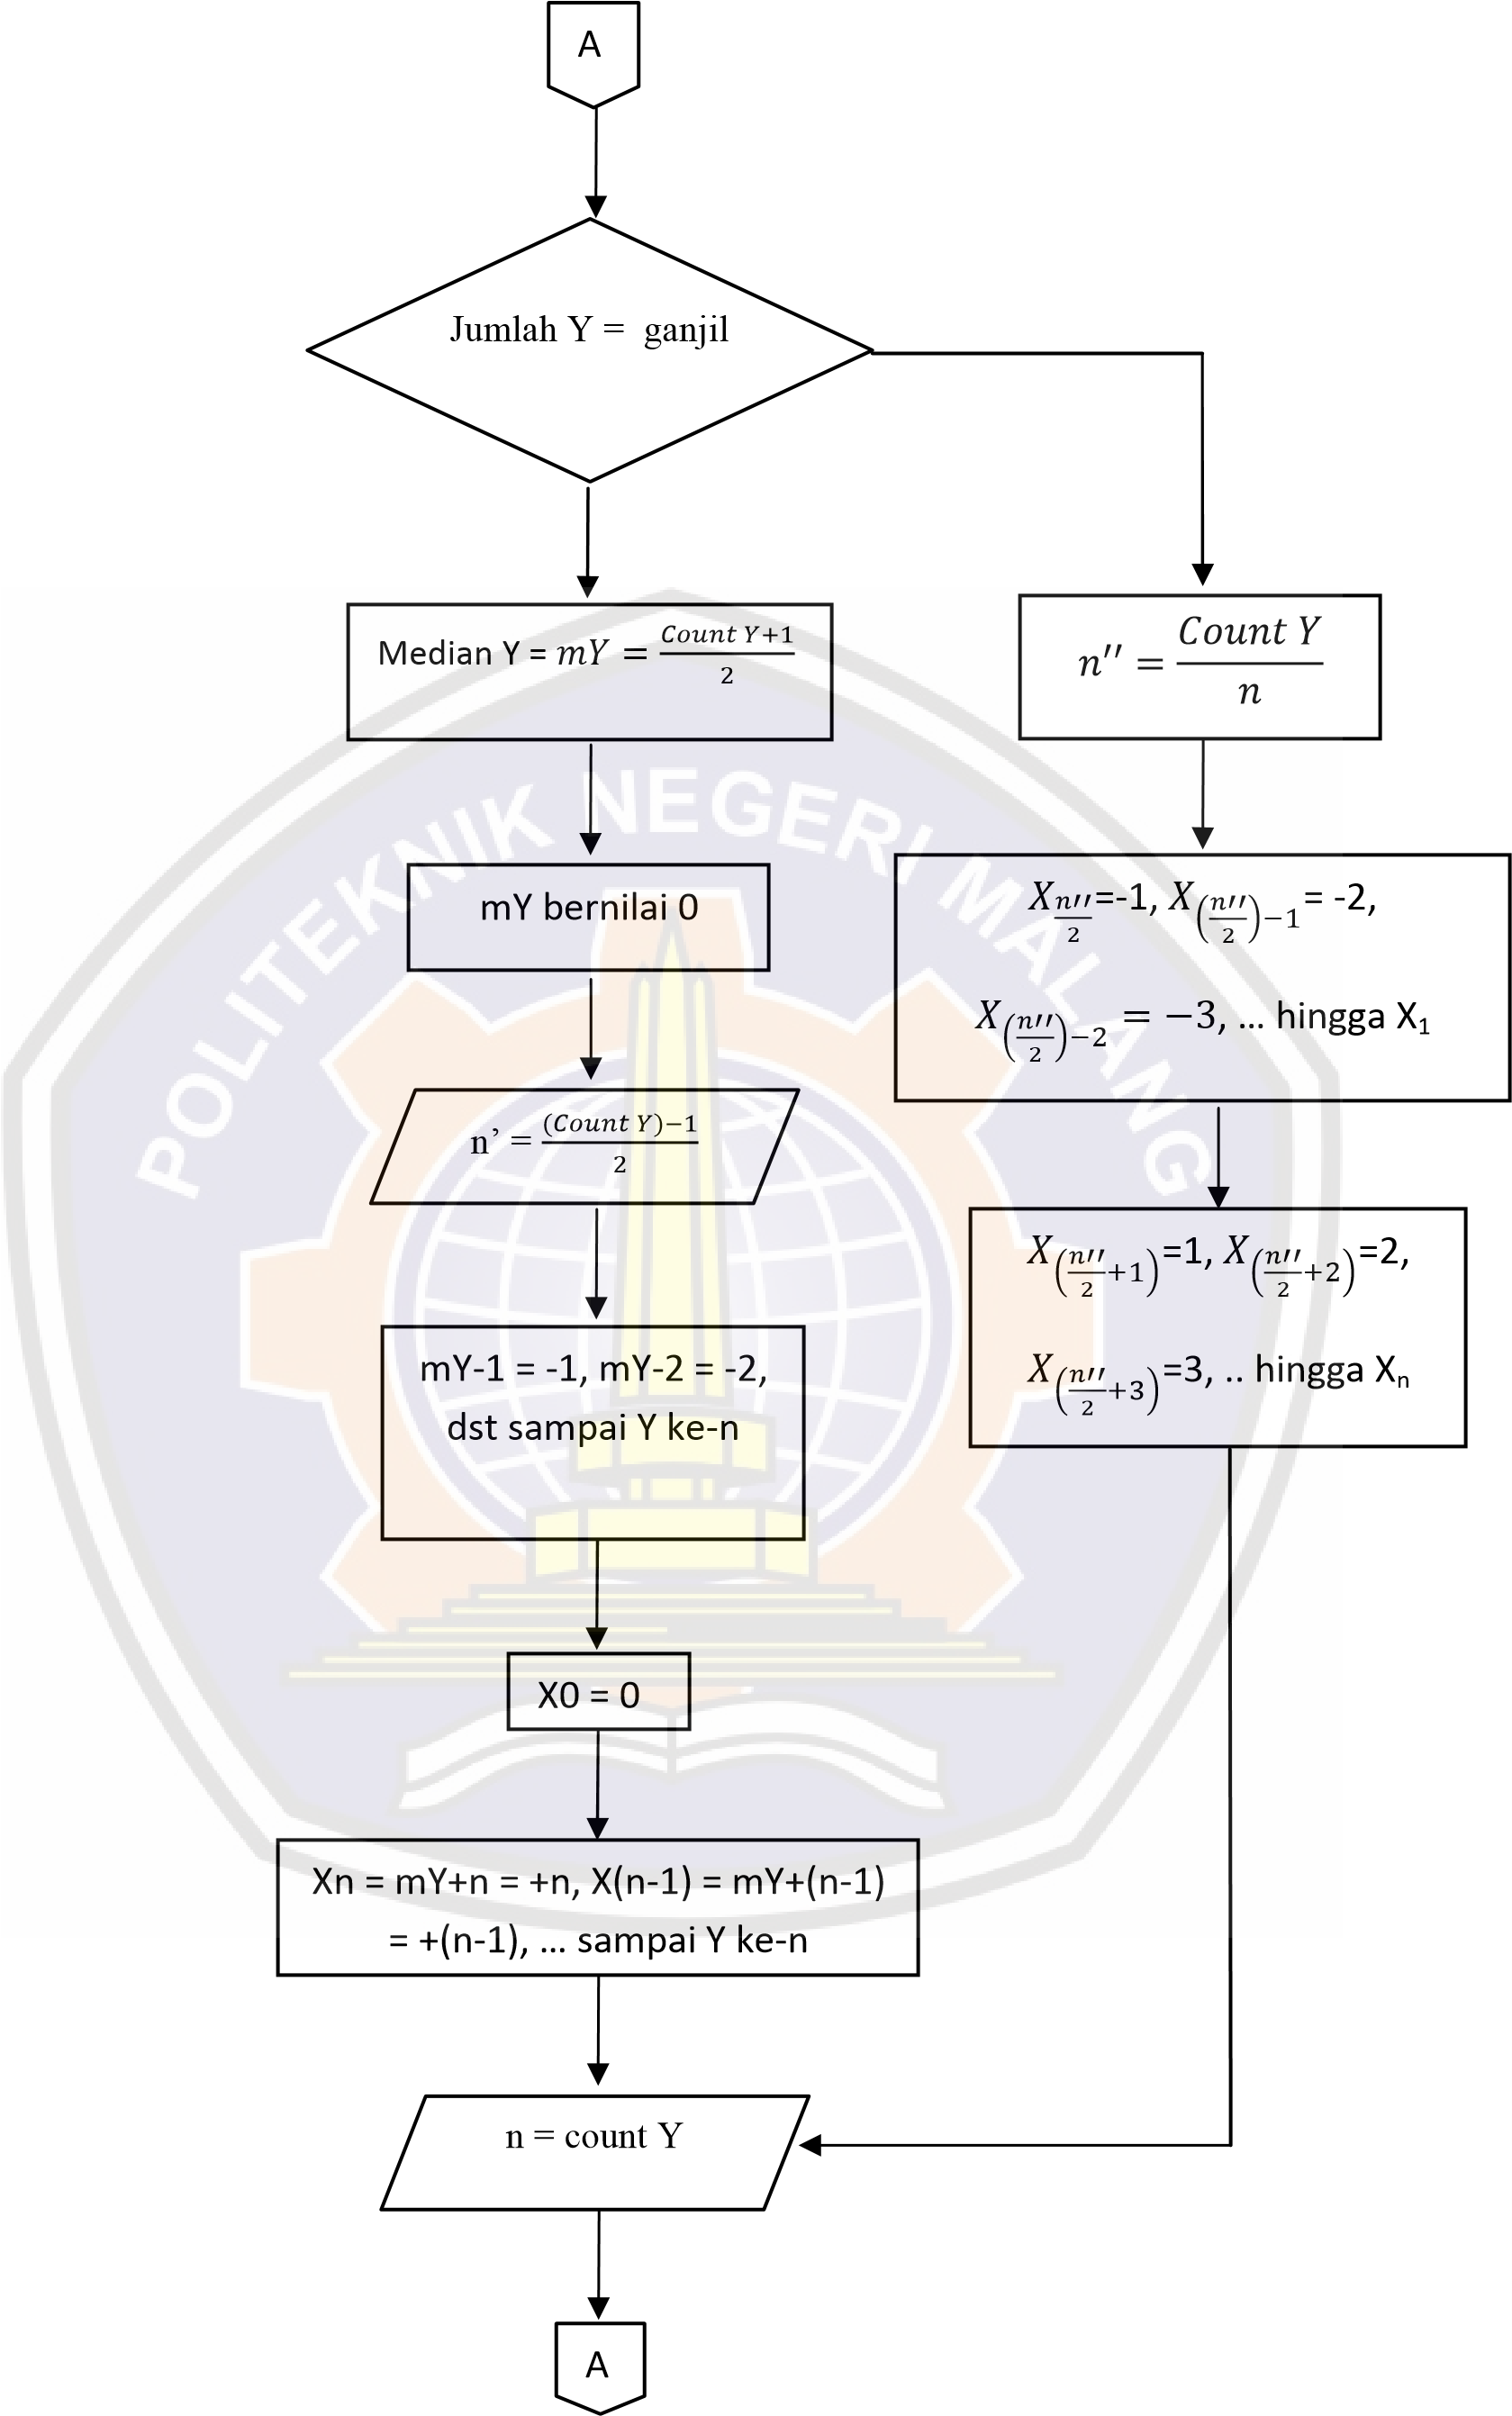 A
Jumlah Y = ganjil
Median Y = mY = (Count Y+1)/2
n'' = Count Y/n
POLITEKNIK NEGERI MALANG
mY bernilai 0
X_(n''/2)=-1, X_((n''/2)−1)= -2,
X_((n''/2)−2) = −3, ... hingga X₁
n’ = ((Count Y)−1)/2
mY-1 = -1, mY-2 = -2,
dst sampai Y ke-n
X_(n''/2+1)=1, X_(n''/2+2)=2,
X_(n''/2+3)=3, .. hingga Xₙ
X0 = 0
Xn = mY+n = +n, X(n-1) = mY+(n-1)
= +(n-1), ... sampai Y ke-n
n = count Y
A